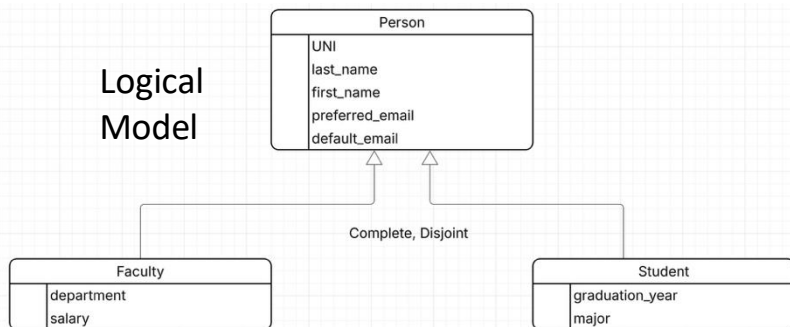 Logical
Model
Person
UNI
last_name
first_name
preferred_email
default_email
Complete, Disjoint
Faculty
department
salary
Student
graduation_year
major